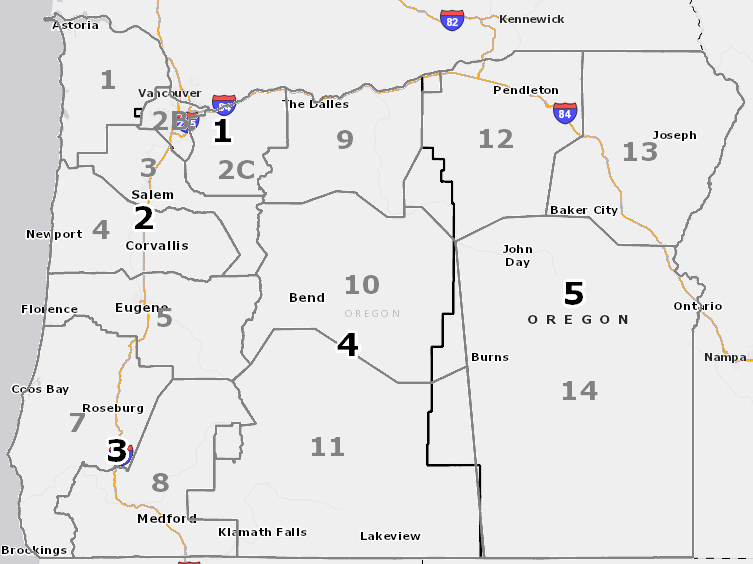 Astoria
82
Kennewick
1
Vancouver
The Dalles
Pendleton
84
2B
1
9
12
Joseph
13
3
2C
Salem
2
Baker City
Newport
4
Corvallis
John
Day
10
Bend
5
Florence
Eugene
5
OREGON
OREGON
Ontario
4
Burns
Nampa
Coos Bay
14
Roseburg
7
3
11
8
Medford
Klamath Falls
Lakeview
Brookings